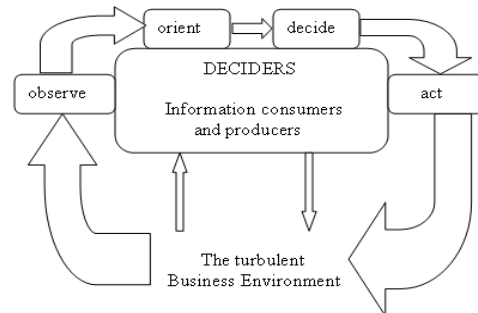 orient
decide
observe
DECIDERS
act
Information consumers
and producers
The turbulent
Business Environment